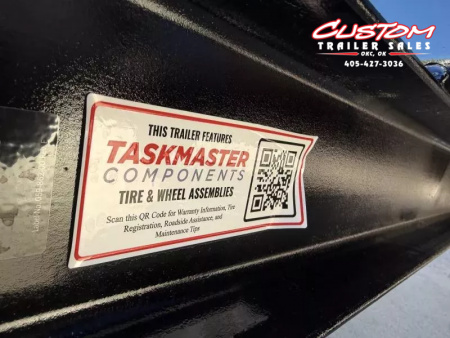 CUSTOM
TRAILER SALES
OKC, OK
405-427-3036
THIS TRAILER FEATURES
TASKMASTER
COMPONENTS
TIRE & WHEEL ASSEMBLIES
Scan this QR Code for Warranty Information, Tire
Registration, Roadside Assistance, and
Maintenance Tips